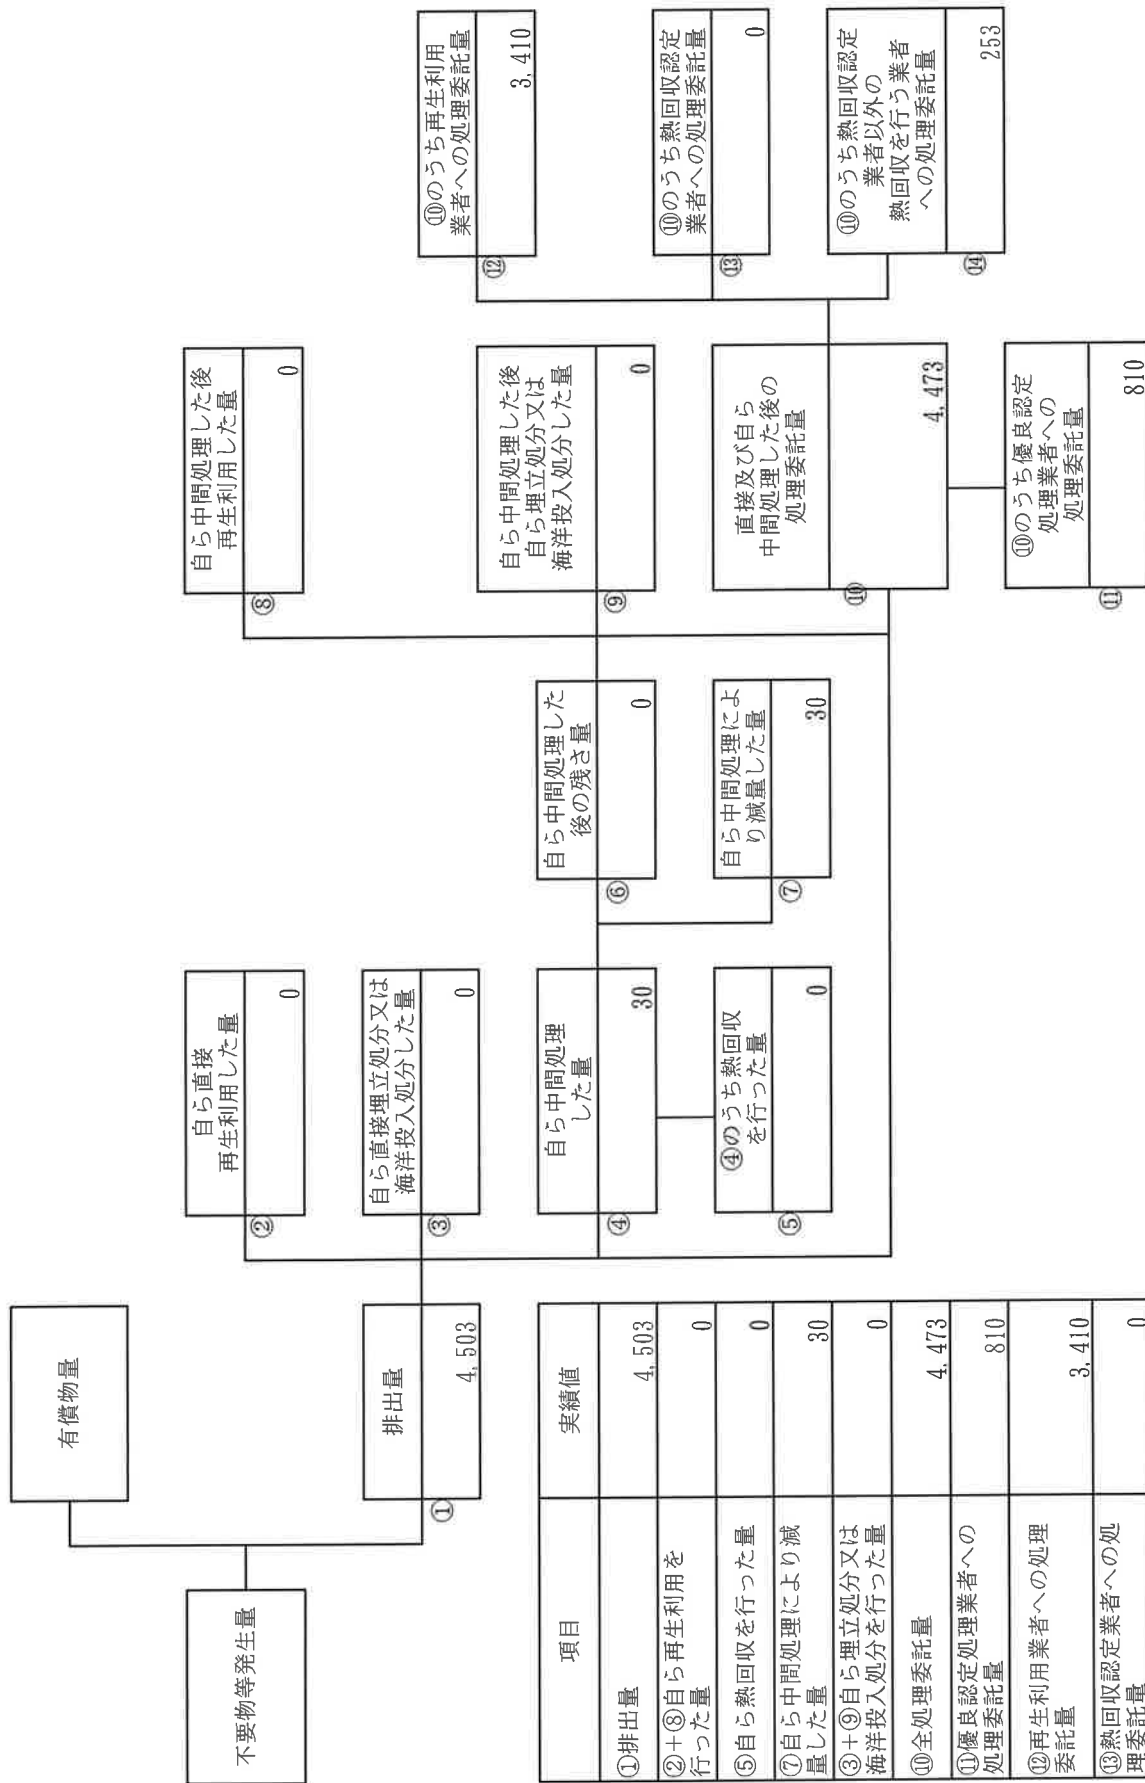 不要物等発生量
有償物量
①
排出量
4,503
②
自ら直接
再生利用した量
0
③
自ら直接埋立処分又は
海洋投入処分した量
0
④
自ら中間処理
した量
30
⑤
④のうち熱回収
を行った量
0
⑥
自ら中間処理した
後の残さ量
0
⑦
自ら中間処理によ
り減量した量
30
⑧
自ら中間処理した後
再生利用した量
0
⑨
自ら中間処理した後
自ら埋立処分又は
海洋投入処分した量
0
⑩
直接及び自ら
中間処理した後の
処理委託量
4,473
⑪
⑩のうち優良認定
処理業者への
処理委託量
810
⑫
⑩のうち再生利用
業者への処理委託量
3,410
⑬
⑩のうち熱回収認定
業者への処理委託量
0
⑭
⑩のうち熱回収認定
業者以外の
熱回収を行う業者
への処理委託量
253
項目
実績値
①排出量
4,503
②+⑧自ら再生利用を
行った量
0
⑤自ら熱回収を行った量
0
⑦自ら中間処理により減
量した量
30
③+⑨自ら埋立処分又は
海洋投入処分を行った量
0
⑩全処理委託量
4,473
⑪優良認定処理業者への
処理委託量
810
⑫再生利用業者への処理
委託量
3,410
⑬熱回収認定業者への処
理委託量
0